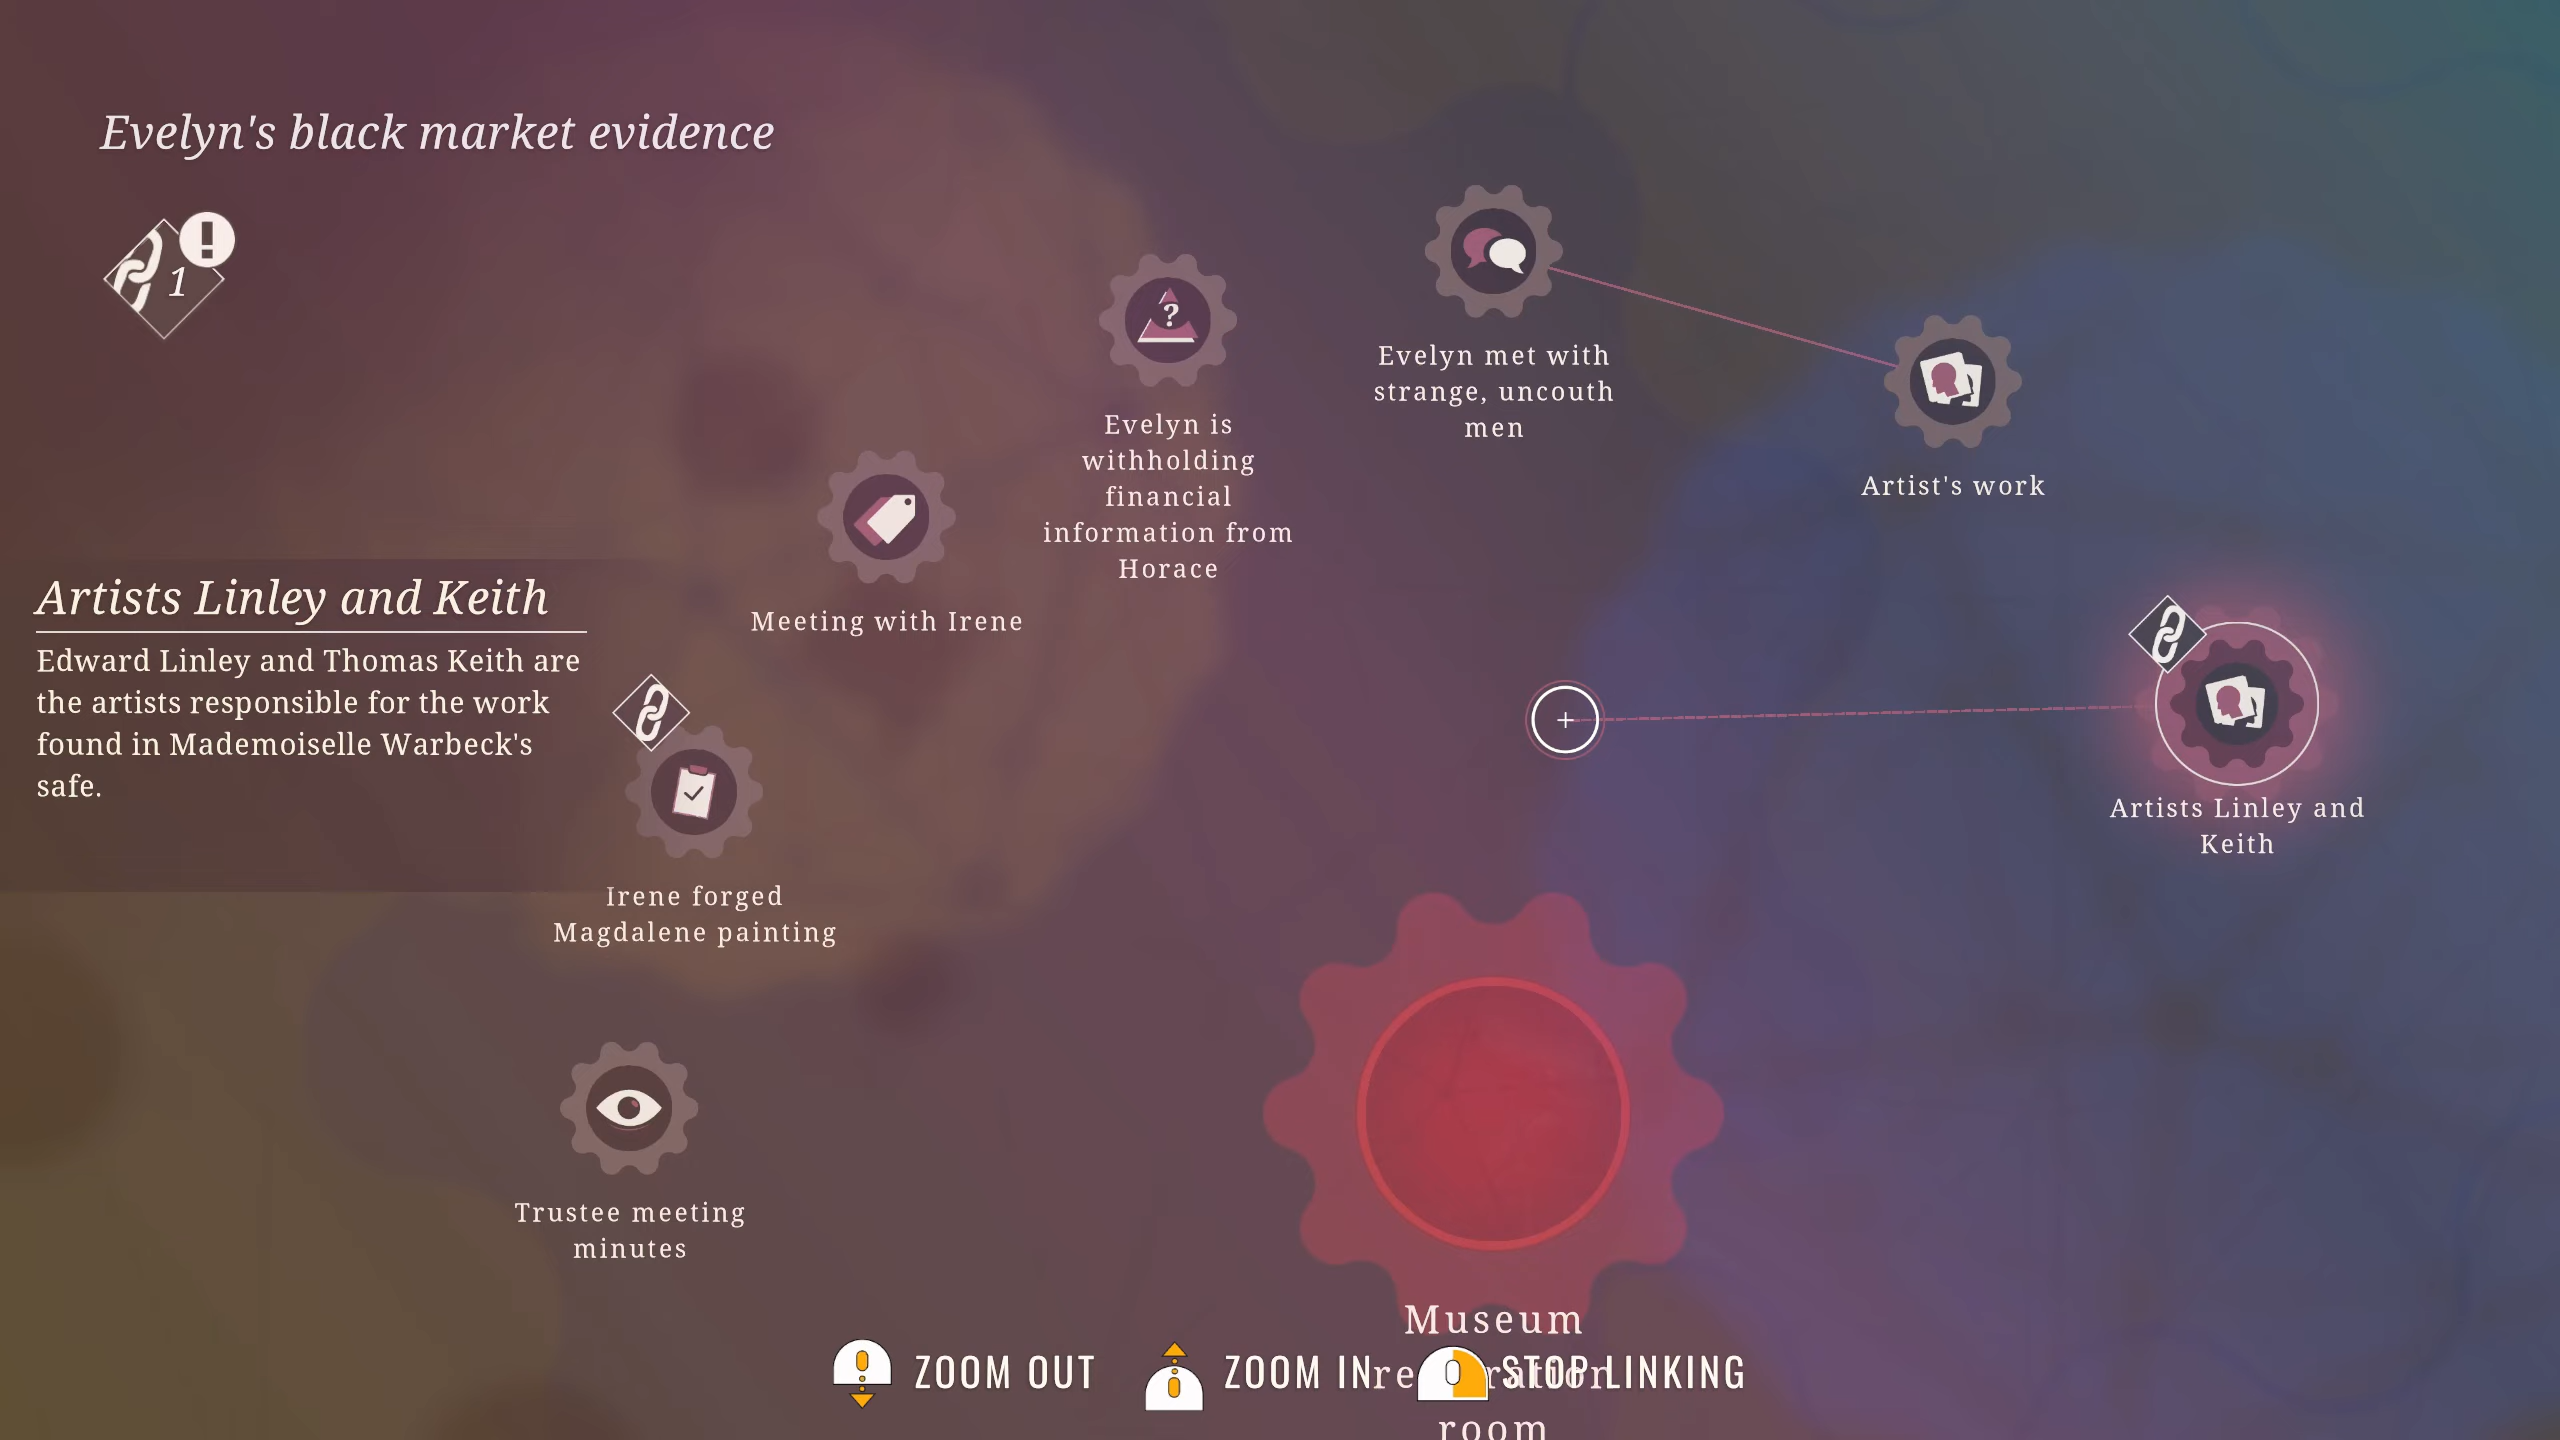 Evelyn's black market evidence
1
Evelyn met with
strange, uncouth
men
Evelyn is
withholding
financial
information from
Horace
Artist's work
Meeting with Irene
Artists Linley and Keith
Edward Linley and Thomas Keith are
the artists responsible for the work
found in Mademoiselle Warbeck's
safe.
Artists Linley and
Keith
Irene forged
Magdalene painting
Trustee meeting
minutes
Museum
room
ZOOM OUT
ZOOM IN
STOP LINKING